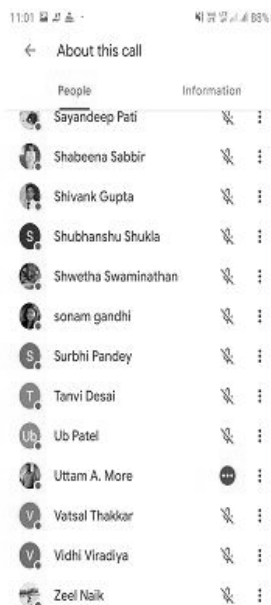 11:01 88%
About this call
People Information
Sayandeep Pati
Shabeena Sabbir
Shivank Gupta
S Shubhanshu Shukla
Shwetha Swaminathan
sonam gandhi
S Surbhi Pandey
T Tanvi Desai
Ub Ub Patel
Uttam A. More
V Vatsal Thakkar
V Vidhi Viradiya
Zeel Naik